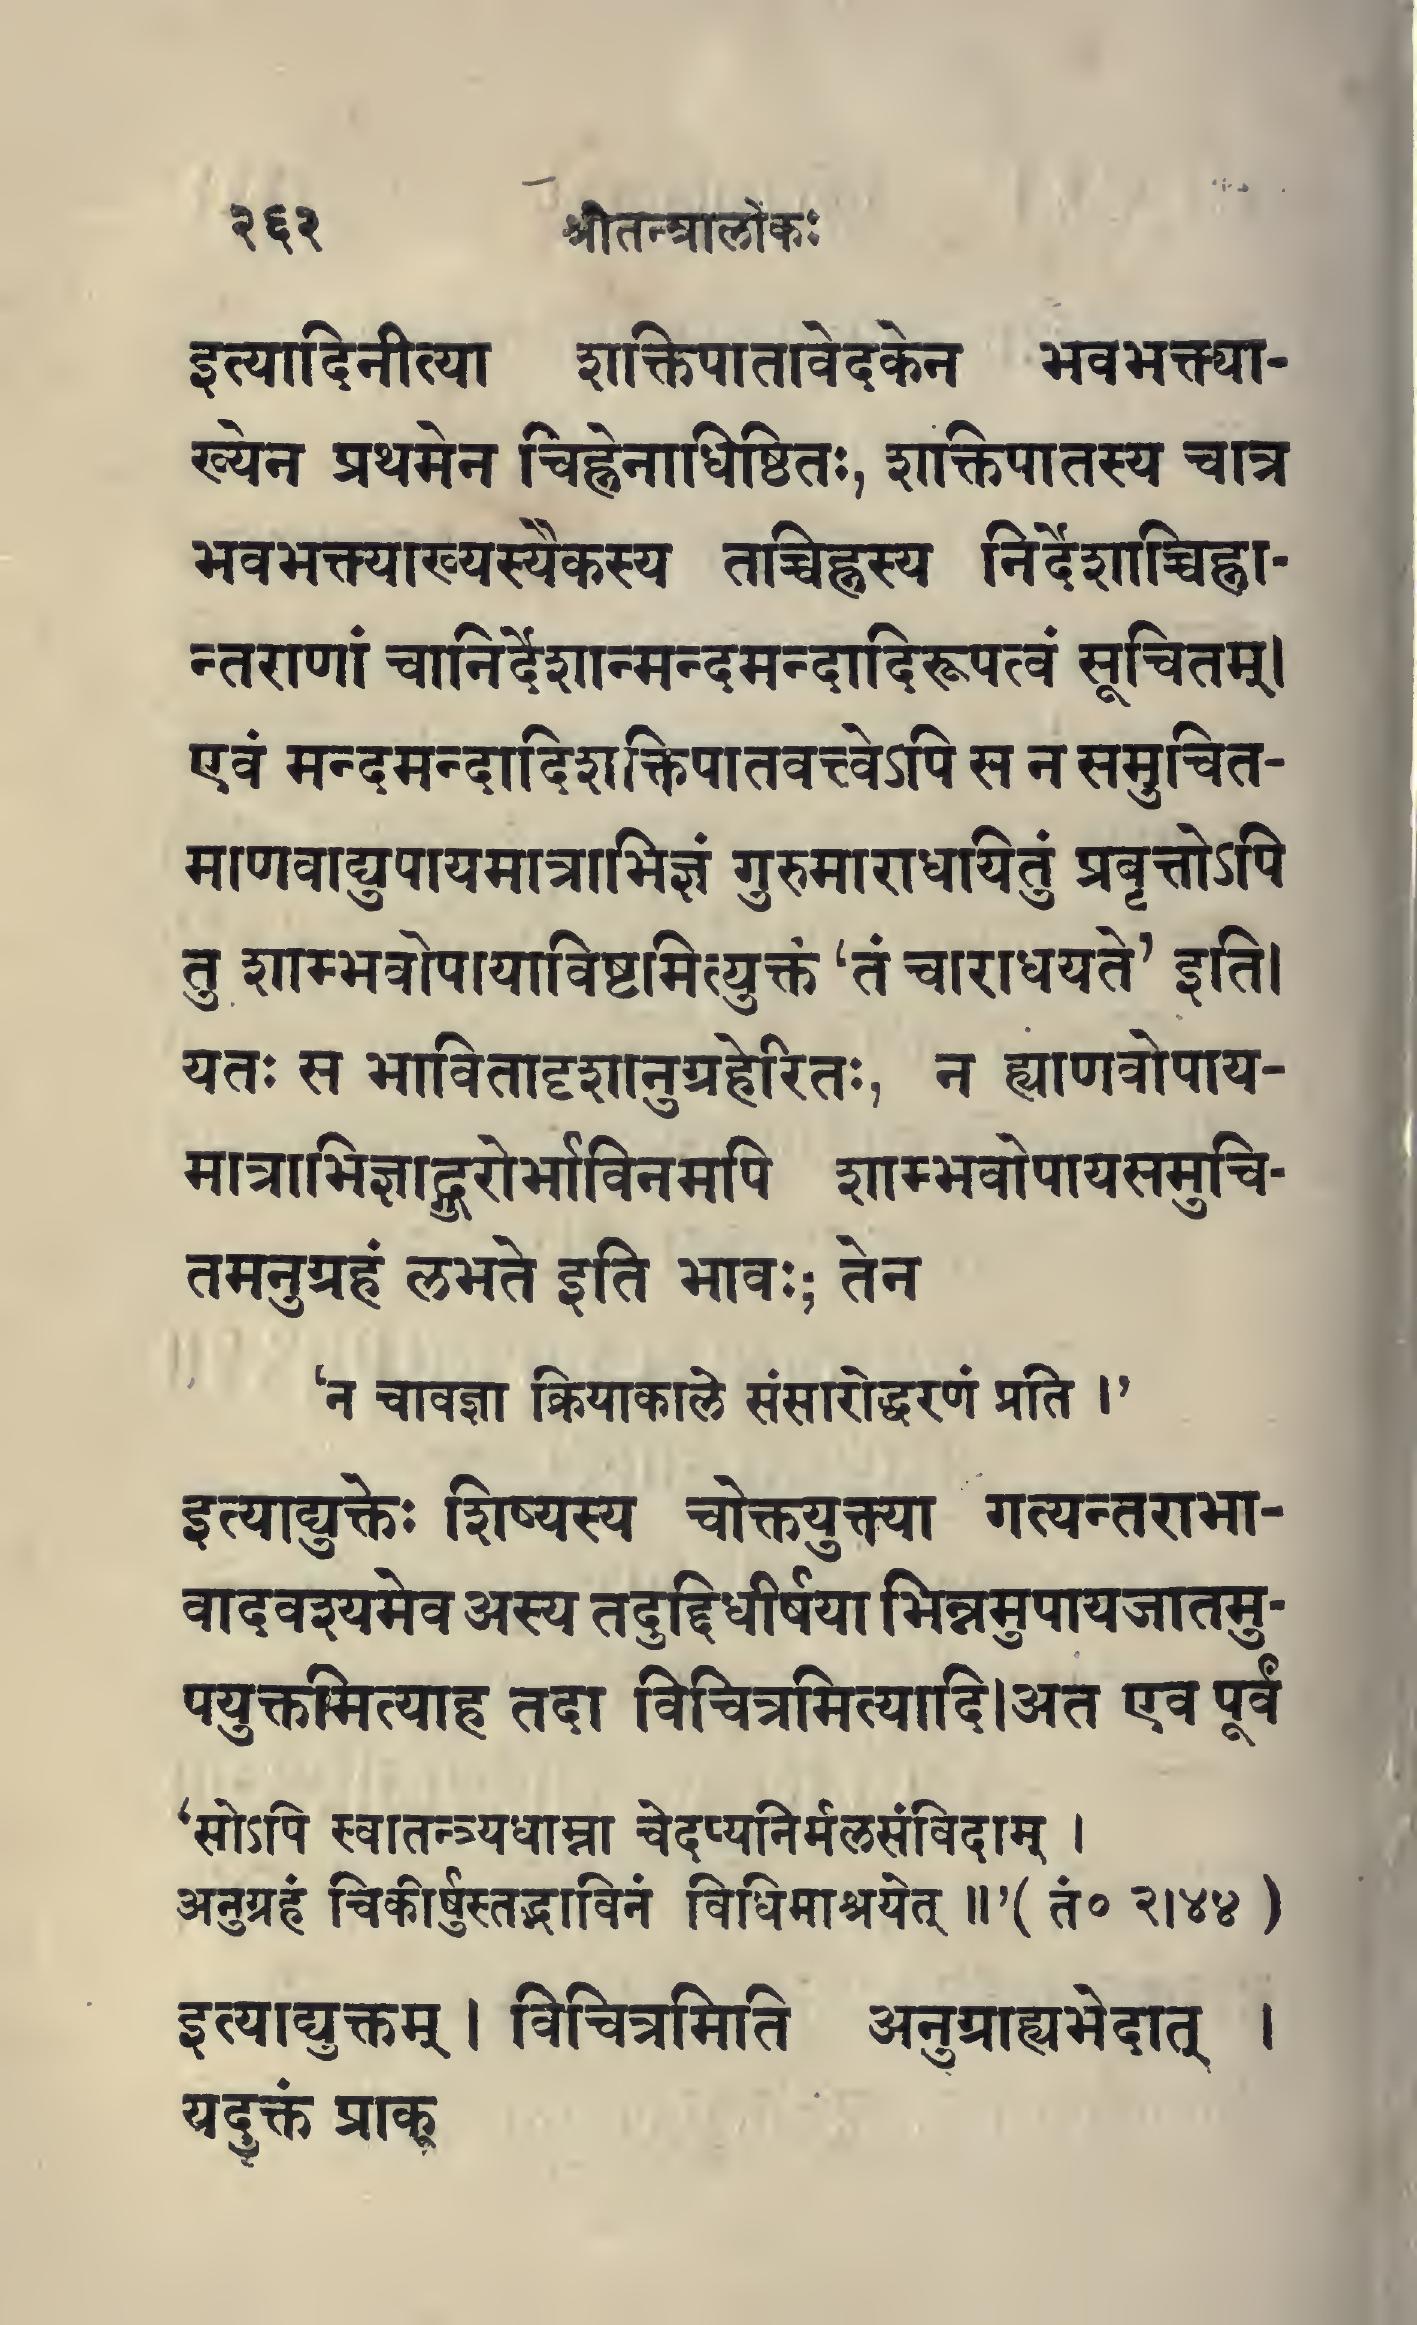 २६२ श्रीतन्त्रालोकः
इत्यादिनीत्या शक्तिपातावेदकेन भवभक्त्या-
ख्येन प्रथमेन चिह्नेनाधिष्ठितः, शक्तिपातस्य चात्र
भवभक्त्याख्यस्यैकस्य तच्चिह्नस्य निर्देशाच्चिह्ना-
न्तराणां चानिर्देशान्मन्दमन्दादिरूपत्वं सूचितम्।
एवं मन्दमन्दादिशक्तिपातवत्त्वेऽपि स न समुचित-
माणवाद्युपायमात्राभिज्ञं गुरुमाराधयितुं प्रवृत्तोऽपि
तु शाम्भवोपायाविष्टमित्युक्तं ‘तं चाराधयते’ इति।
यतः स भावितादृशानुग्रहेरितः, न ह्याणवोपाय-
मात्राभिज्ञाद्गुरोर्भाविनमपि शाम्भवोपायसमुचि-
तमनुग्रहं लभते इति भावः; तेन
‘न चावज्ञा क्रियाकाले संसारोद्धरणं प्रति ।’
इत्याद्युक्तेः शिष्यस्य चोक्तयुक्त्या गत्यन्तराभा-
वादवश्यमेव अस्य तदुद्दिधीर्षया भिन्नमुपायजातमु-
पयुक्तमित्याह तदा विचित्रमित्यादि।अत एव पूर्वं
‘सोऽपि स्वातन्त्र्यधाम्ना चेदप्यनिर्मलसंविदाम् ।
अनुग्रहं चिकीर्षुस्तद्भाविनं विधिमाश्रयेत् ॥’( तं० २।४४ )
इत्याद्युक्तम् । विचित्रमिति अनुग्राह्यभेदात् ।
यदुक्तं प्राक्